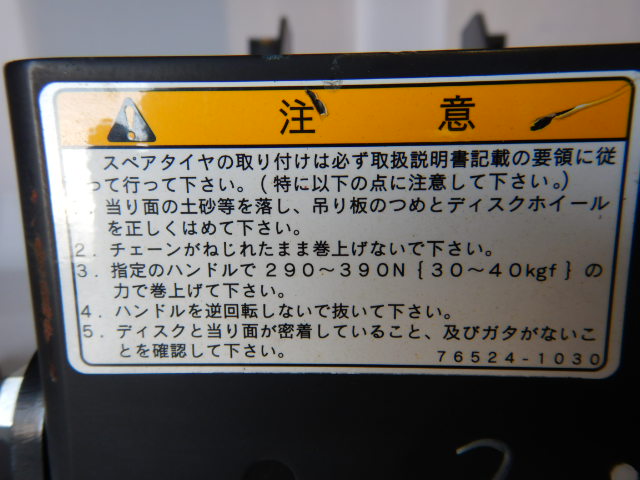 注意
スペアタイヤの取り付けは必ず取扱説明書記載の要領に従
って行って下さい。(特に以下の点に注意して下さい。)
. 当り面の土砂等を落し、吊り板のつめとディスクホイール
を正しくはめて下さい。
2. チェーンがねじれたまま巻上げないで下さい。
3. 指定のハンドルで290~390N{30~40kgf}の
力で巻上げて下さい。
4. ハンドルを逆回転しないで抜いて下さい。
5. ディスクと当り面が密着していること、及びガタがないこ
とを確認して下さい。
76524-1030